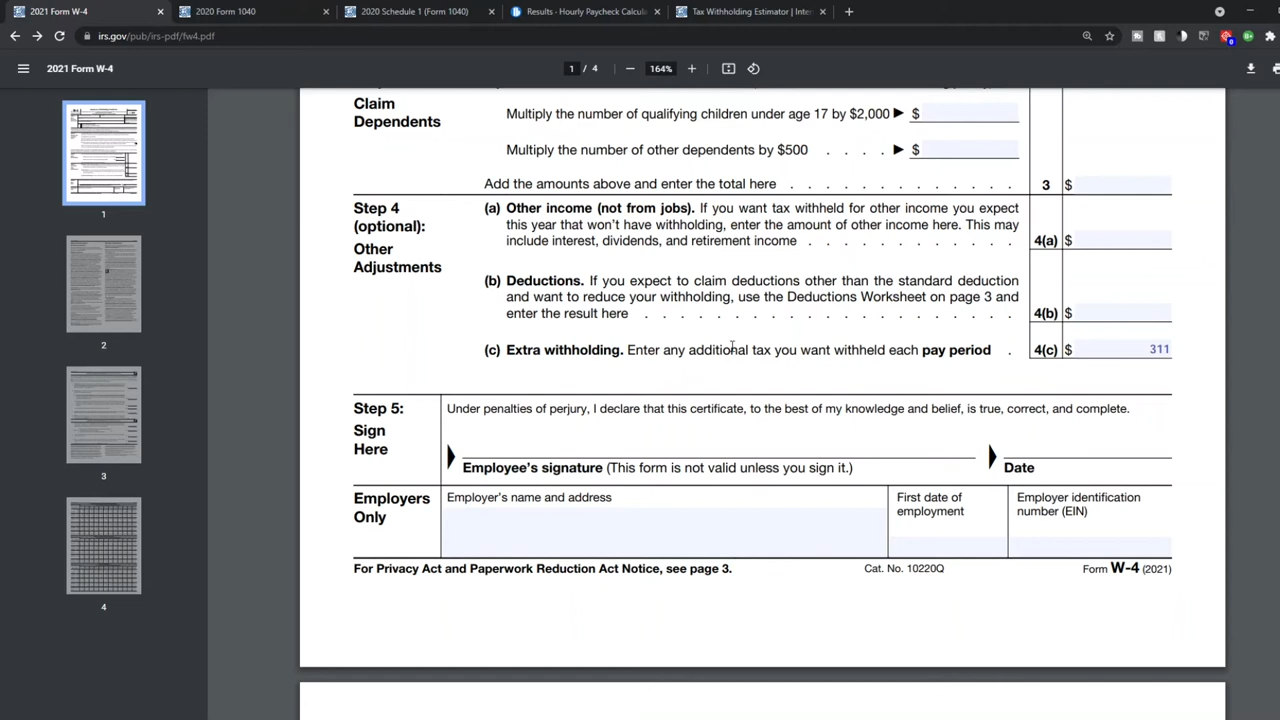 2021 Form W-4
2020 Form 1040
2020 Schedule 1 (Form 1040)
Results - Hourly Paycheck Calcula
Tax Withholding Estimator | Inter
irs.gov/pub/irs-pdf/fw4.pdf
2021 Form W-4
1 / 4
164%
1
2
3
4
Claim
Dependents
Multiply the number of qualifying children under age 17 by $2,000 ▶ $
Multiply the number of other dependents by $500 . . . . ▶ $
Add the amounts above and enter the total here . . . . . . . . . . . . . 3 $
Step 4
(optional):
Other
Adjustments
(a) Other income (not from jobs). If you want tax withheld for other income you expect
this year that won't have withholding, enter the amount of other income here. This may
include interest, dividends, and retirement income . . . . . . . . . . . . 4(a) $
(b) Deductions. If you expect to claim deductions other than the standard deduction
and want to reduce your withholding, use the Deductions Worksheet on page 3 and
enter the result here . . . . . . . . . . . . . . . . . 4(b) $
(c) Extra withholding. Enter any additional tax you want withheld each pay period . 4(c) $ 311
Step 5:
Sign
Here
Under penalties of perjury, I declare that this certificate, to the best of my knowledge and belief, is true, correct, and complete.
Employee's signature (This form is not valid unless you sign it.)
Date
Employers
Only
Employer's name and address
First date of
employment
Employer identification
number (EIN)
For Privacy Act and Paperwork Reduction Act Notice, see page 3.
Cat. No. 10220Q
Form W-4 (2021)